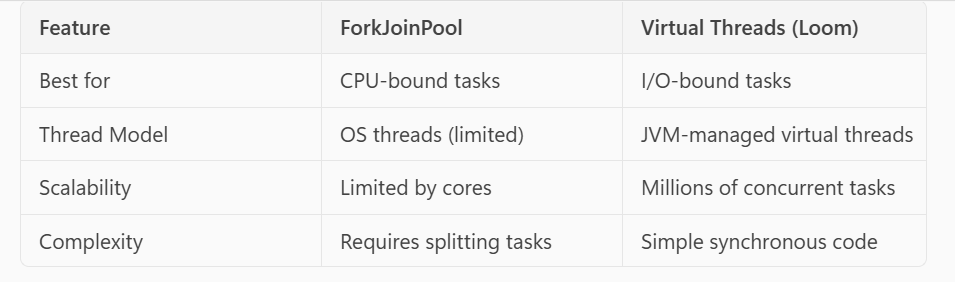 Feature ForkJoinPool Virtual Threads (Loom)
Best for CPU-bound tasks I/O-bound tasks
Thread Model OS threads (limited) JVM-managed virtual threads
Scalability Limited by cores Millions of concurrent tasks
Complexity Requires splitting tasks Simple synchronous code